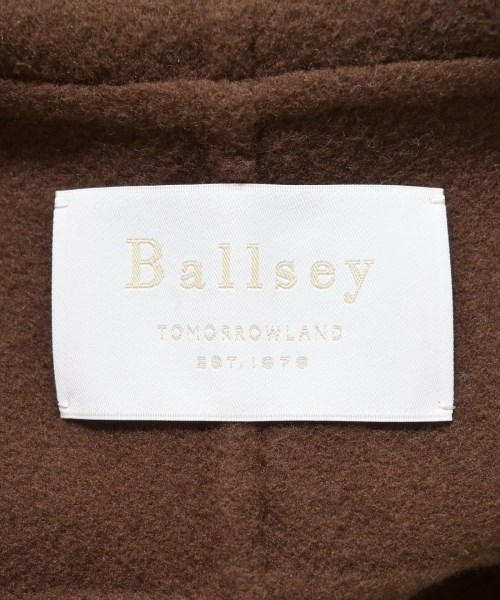 Ballsey
TOMORROWLAND
EST. 1978